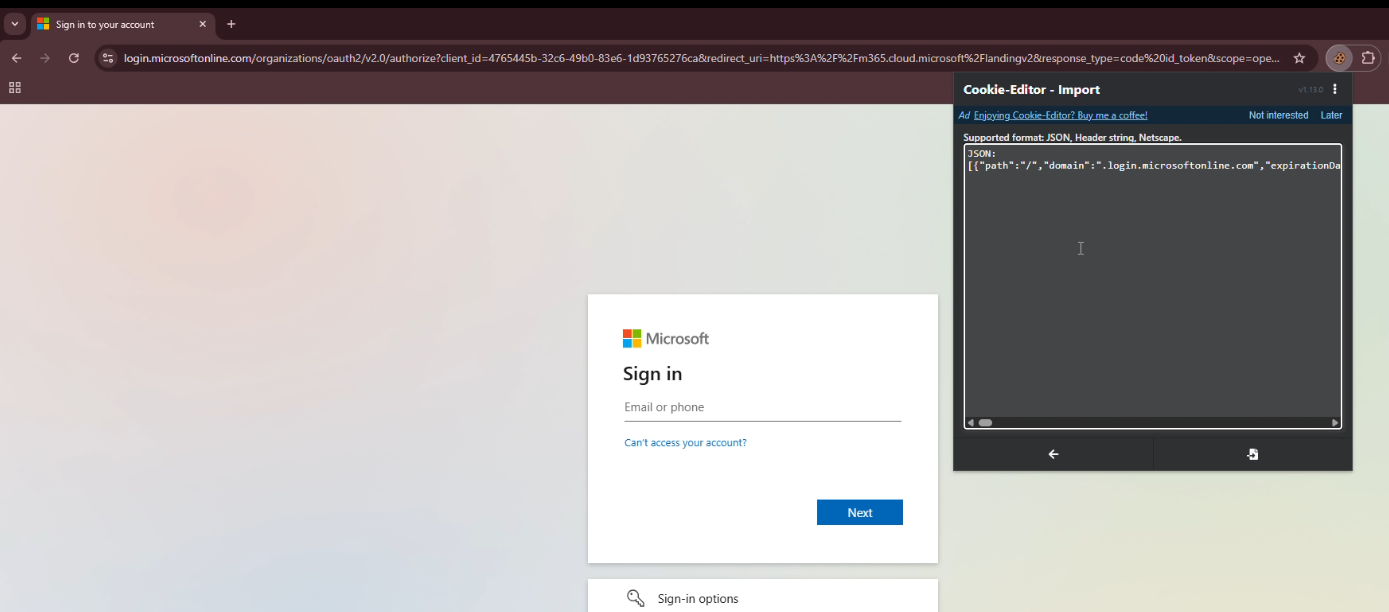 Sign in to your account
login.microsoftonline.com/organizations/oauth2/v2.0/authorize?client_id=4765445b-32c6-49b0-83e6-1d93765276ca&redirect_uri=https%3A%2F%2Fm365.cloud.microsoft%2Flandingv2&response_type=code%20id_token&scope=ope...
Cookie-Editor - Import
v1.13.0
Ad Enjoying Cookie-Editor? Buy me a coffee!
Not interested
Later
Supported format: JSON, Header string, Netscape.
JSON:
[{"path":"/","domain":".login.microsoftonline.com","expirationDa
Microsoft
Sign in
Email or phone
Can't access your account?
Next
Sign-in options